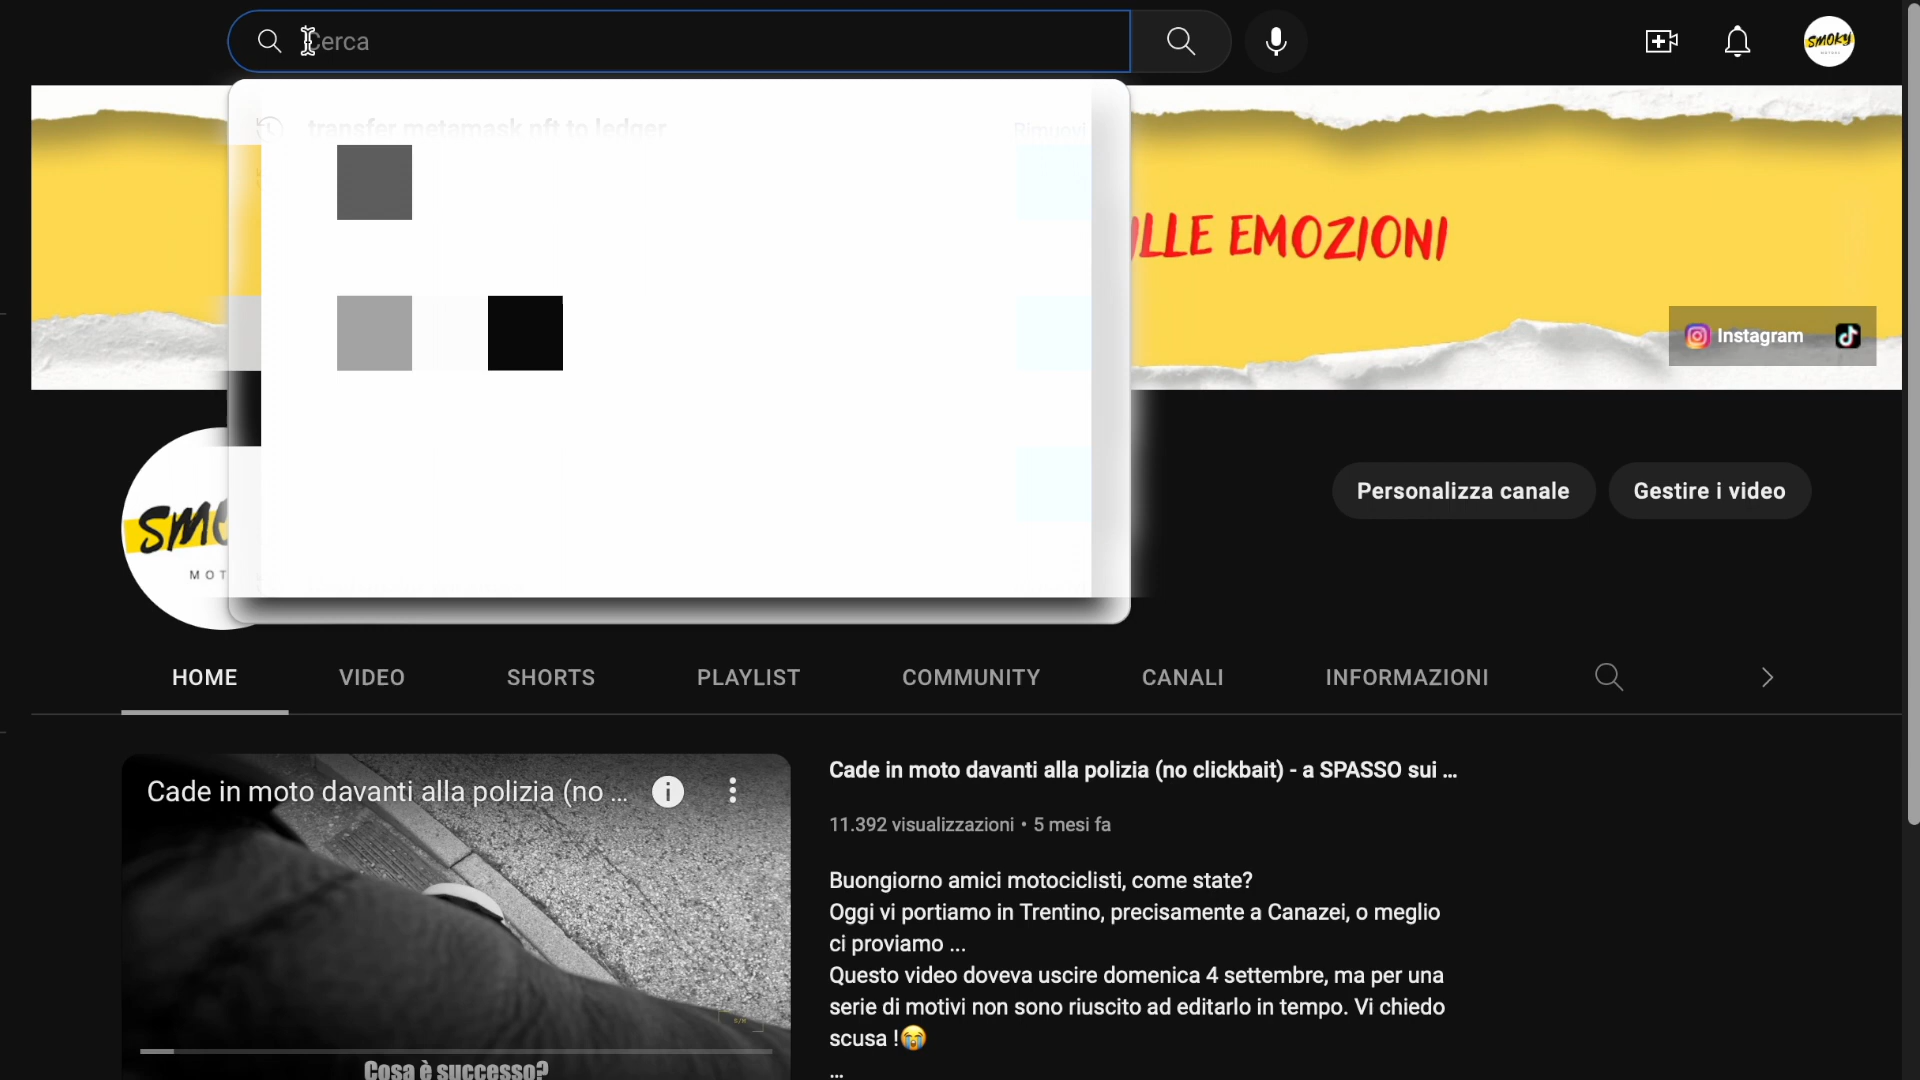 Cerca
SMOKY
transfer metamask nft to ledger
Rimuovi
ILLE EMOZIONI
Instagram
Personalizza canale
Gestire i video
SMO
MOT
HOME
VIDEO
SHORTS
PLAYLIST
COMMUNITY
CANALI
INFORMAZIONI
Cade in moto davanti alla polizia (no ...
Cosa è successo?
Cade in moto davanti alla polizia (no clickbait) - a SPASSO sui ...
11.392 visualizzazioni • 5 mesi fa
Buongiorno amici motociclisti, come state?
Oggi vi portiamo in Trentino, precisamente a Canazei, o meglio
ci proviamo ...
Questo video doveva uscire domenica 4 settembre, ma per una
serie di motivi non sono riuscito ad editarlo in tempo. Vi chiedo
scusa !😭
...